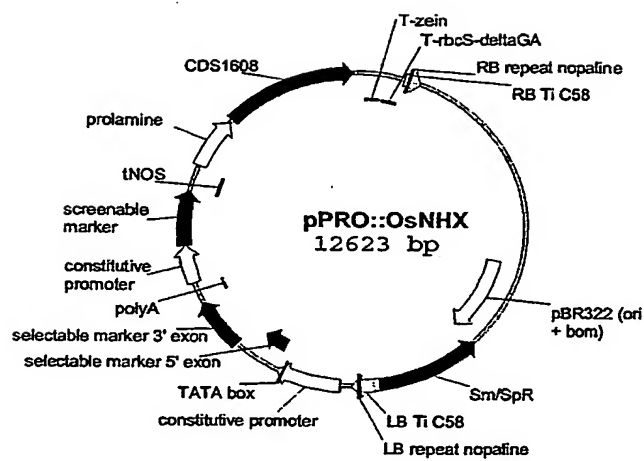 T-zein
T-rbcS-deltaGA
CDS1608
RB repeat nopaline
RB Ti C58
prolamine
tNOS
screenable
marker
pPRO::OsNHX
12623 bp
constitutive
promoter
polyA
pBR322 (ori
+ bom)
selectable marker 3' exon
selectable marker 5' exon
TATA box
constitutive promoter
Sm/SpR
LB Ti C58
LB repeat nopaline